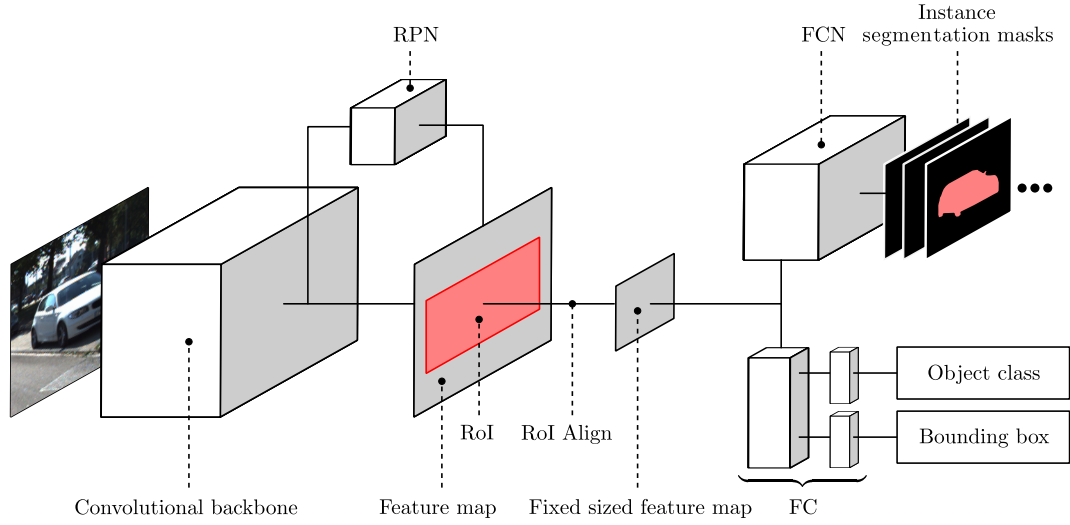 Instance
RPN
FCN
segmentation masks
Object class
RoI
RoI Align
Bounding box
Convolutional backbone
Feature map
Fixed sized feature map
FC